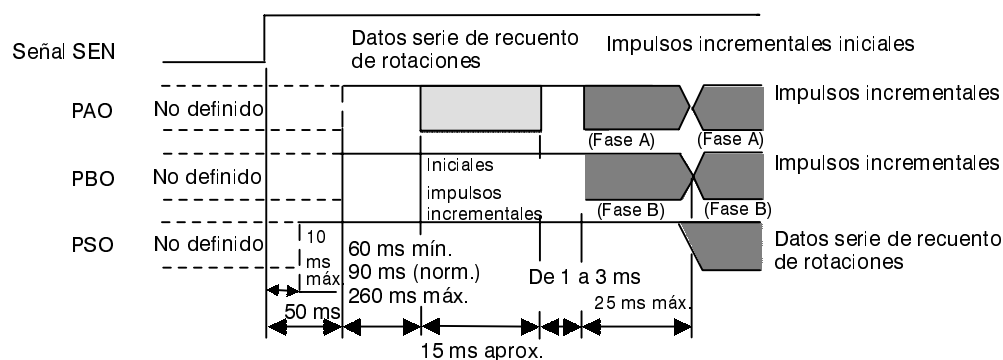 Señal SEN
Datos serie de recuento
de rotaciones
Impulsos incrementales iniciales
PAO
No definido
(Fase A)
(Fase A)
Impulsos incrementales
PBO
No definido
Iniciales
impulsos
incrementales
(Fase B)
(Fase B)
Impulsos incrementales
PSO
No definido
10
ms
máx.
60 ms mín.
90 ms (norm.)
260 ms máx.
De 1 a 3 ms
25 ms máx.
Datos serie de recuento
de rotaciones
50 ms
15 ms aprox.